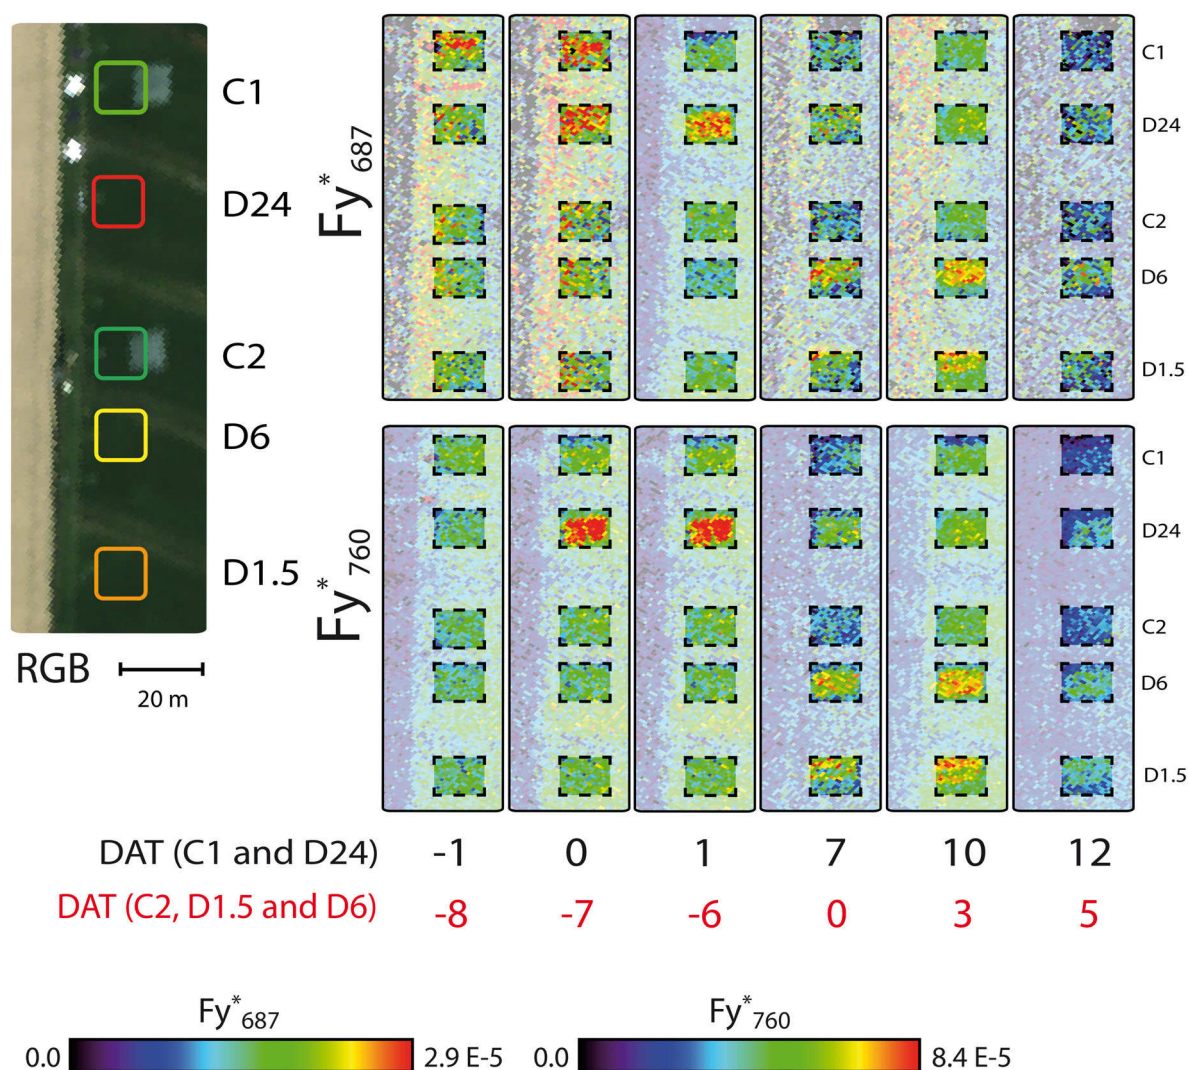 C1
D24
C2
D6
D1.5
RGB
20 m
Fy*687
C1
D24
C2
D6
D1.5
Fy*760
C1
D24
C2
D6
D1.5
DAT (C1 and D24) -1 0 1 7 10 12
DAT (C2, D1.5 and D6) -8 -7 -6 0 3 5
Fy*687
0.0 2.9 E-5
Fy*760
0.0 8.4 E-5